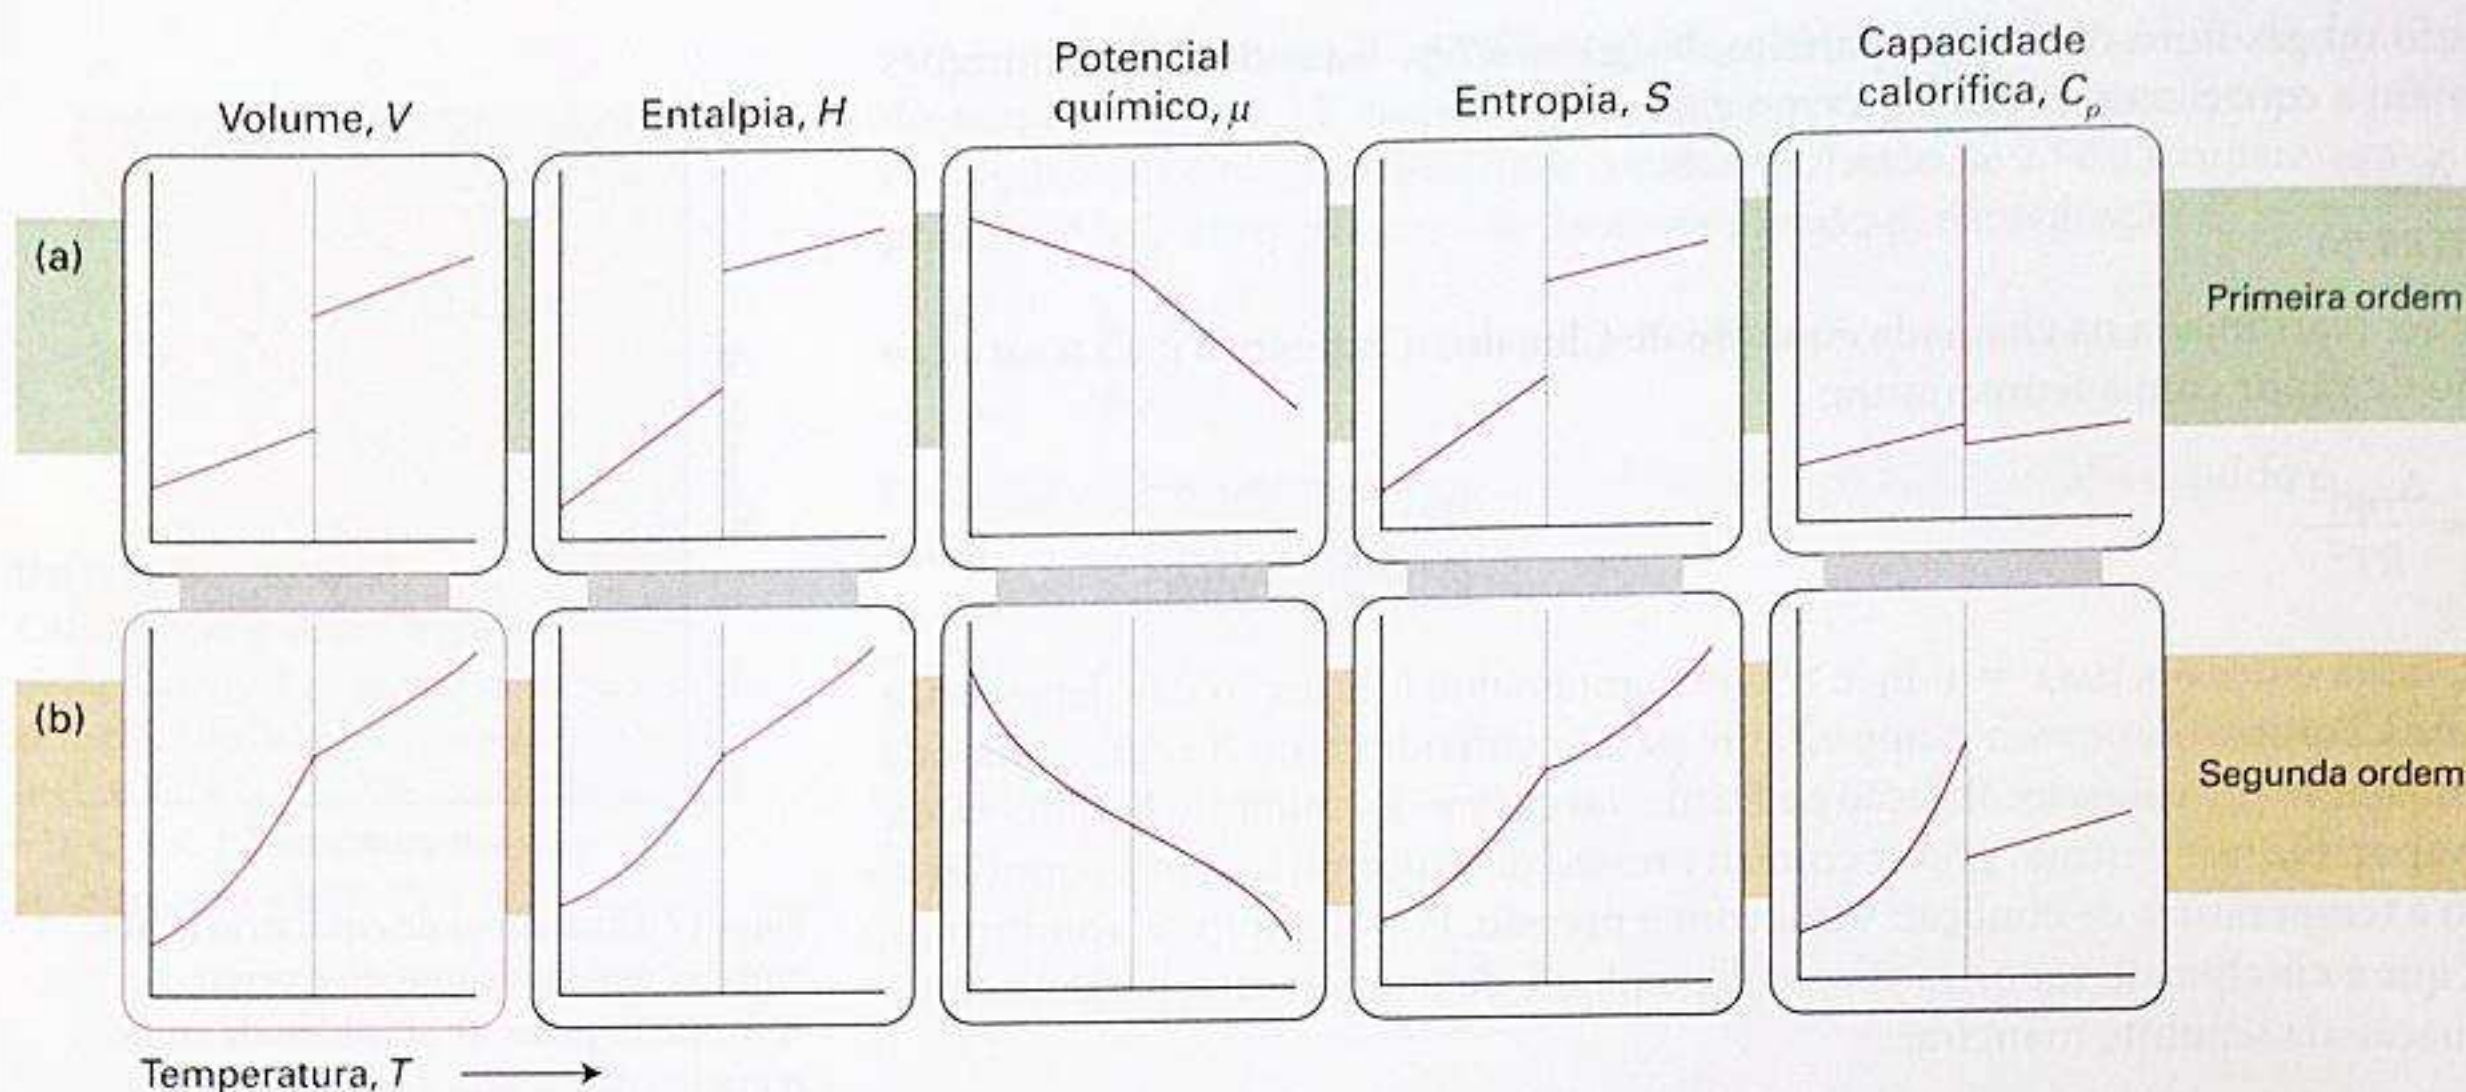 Volume, V
Entalpia, H
Potencial
químico, μ
Entropia, S
Capacidade
calorífica, Cp
(a)
Primeira ordem
(b)
Segunda ordem
Temperatura, T